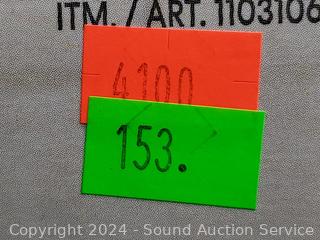 ITM. / ART. 1103106
4100
153.
Copyright 2024 - Sound Auction Service